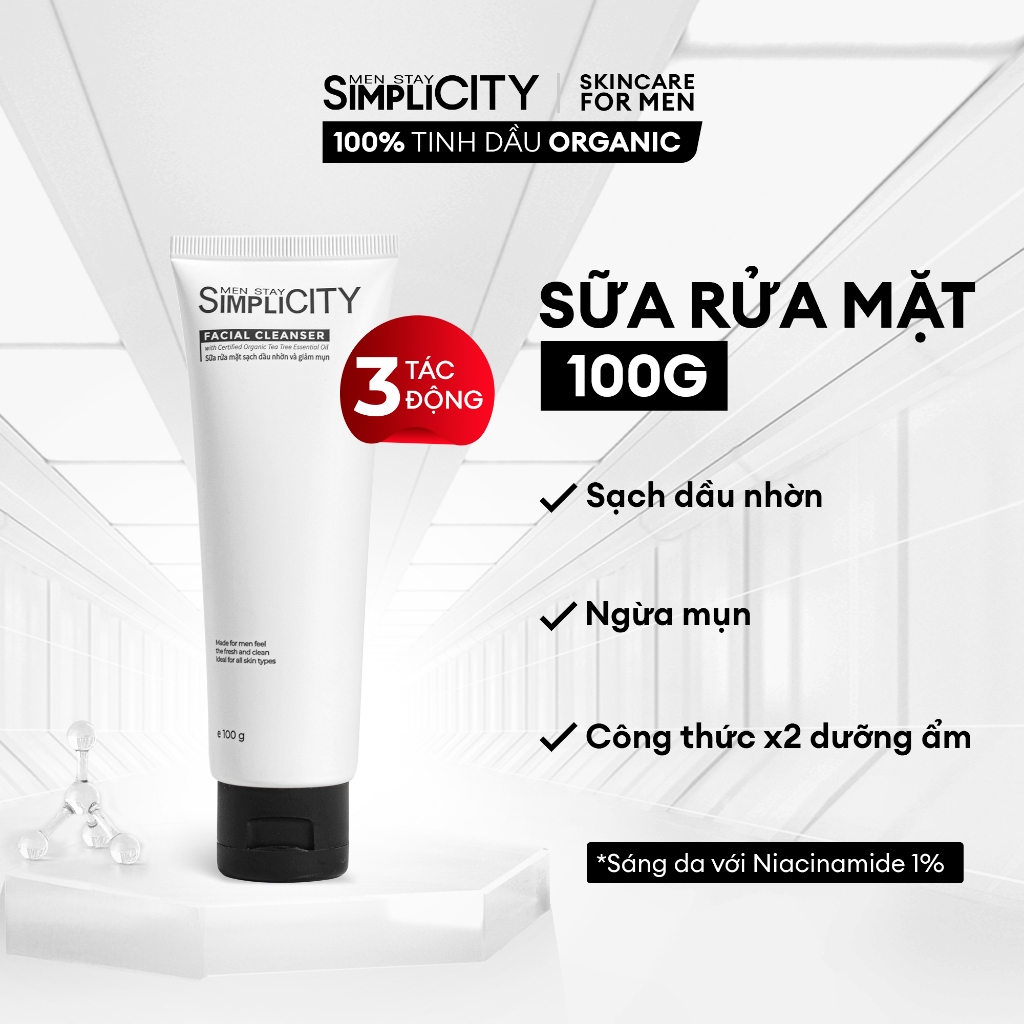 MEN STAY
SIMPLICITY
SKINCARE
FOR MEN
100% TINH DẦU ORGANIC
MEN STAY
SIMPLICITY
FACIAL CLEANSER
with Certified Organic Tea Tree Essential Oil
Sữa rửa mặt sạch dầu nhờn và giảm mụn
3 TÁC
ĐỘNG
SỮA RỬA MẶT
100G
Sạch dầu nhờn
Ngừa mụn
Công thức x2 dưỡng ẩm
Made for men feel
the fresh and clean
Ideal for all skin types
e 100 g
*Sáng da với Niacinamide 1%